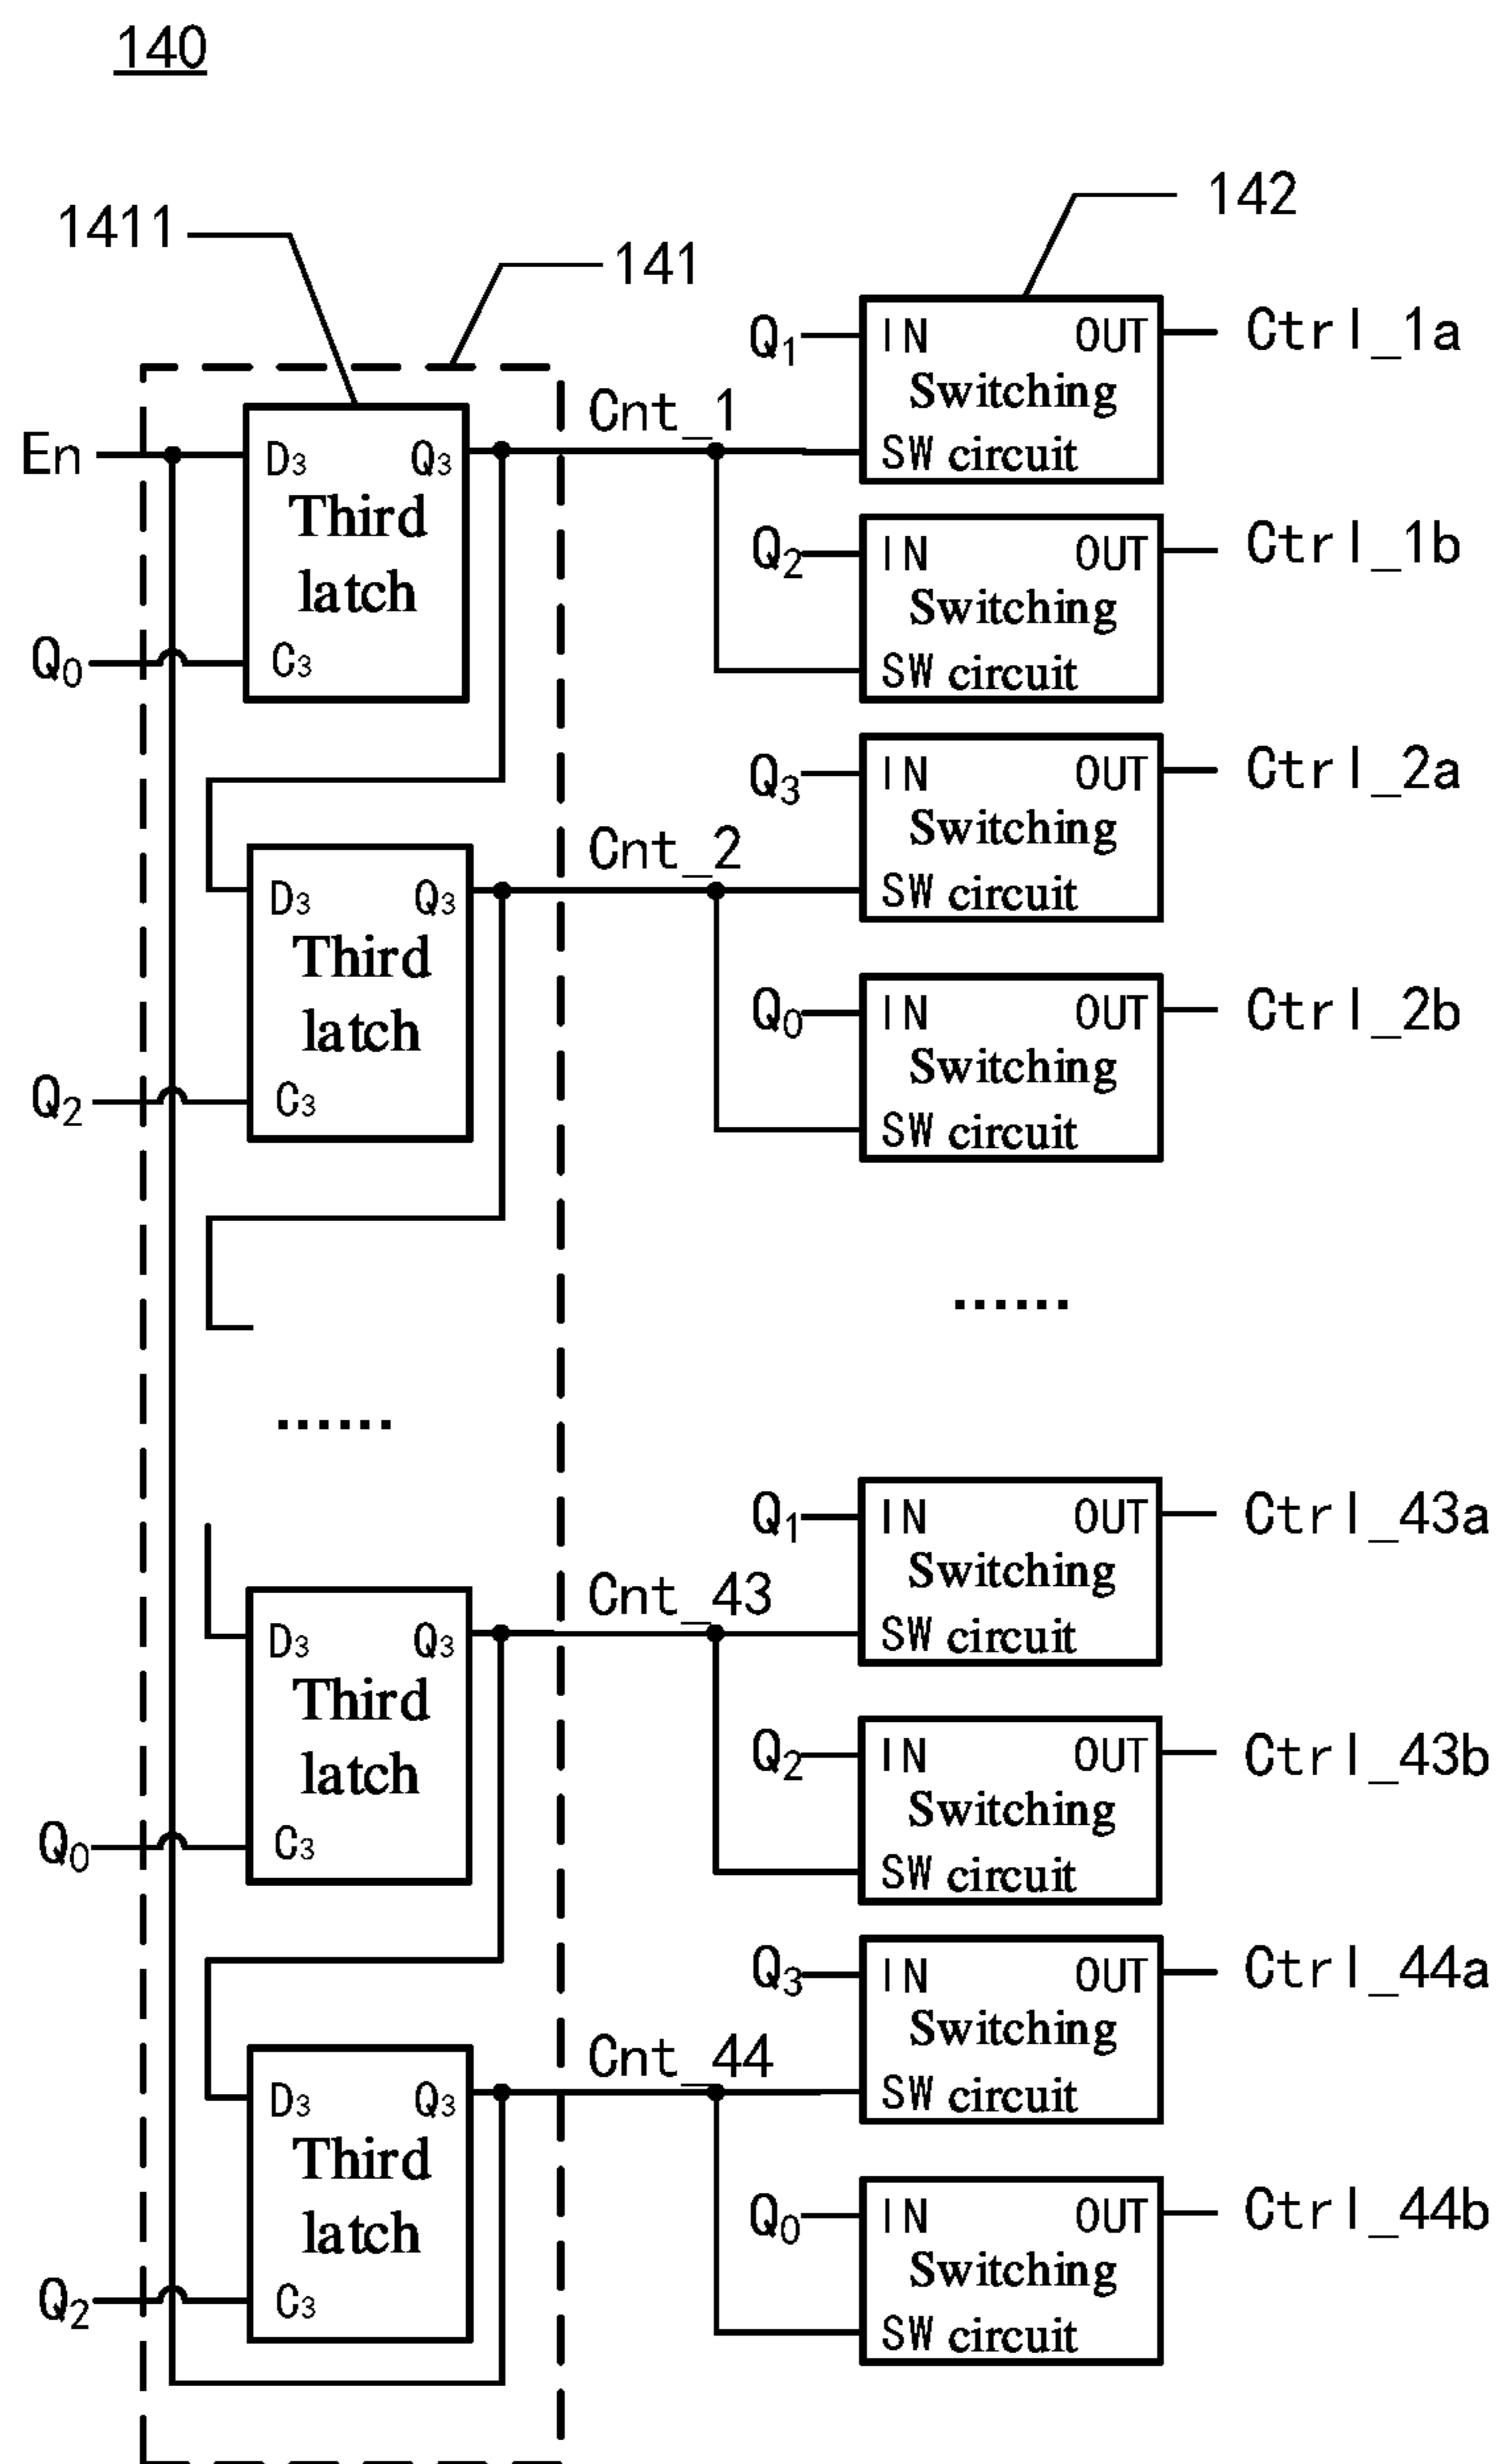 140
1411
141
142
En
Q0
D3 Q3
Third
latch
C3
Cnt_1
Q1
IN OUT
Switching
SW circuit
Ctrl_1a
Q2
IN OUT
Switching
SW circuit
Ctrl_1b
Q2
D3 Q3
Third
latch
C3
Cnt_2
Q3
IN OUT
Switching
SW circuit
Ctrl_2a
Q0
IN OUT
Switching
SW circuit
Ctrl_2b
......
......
Q0
D3 Q3
Third
latch
C3
Cnt_43
Q1
IN OUT
Switching
SW circuit
Ctrl_43a
Q2
IN OUT
Switching
SW circuit
Ctrl_43b
Q2
D3 Q3
Third
latch
C3
Cnt_44
Q3
IN OUT
Switching
SW circuit
Ctrl_44a
Q0
IN OUT
Switching
SW circuit
Ctrl_44b